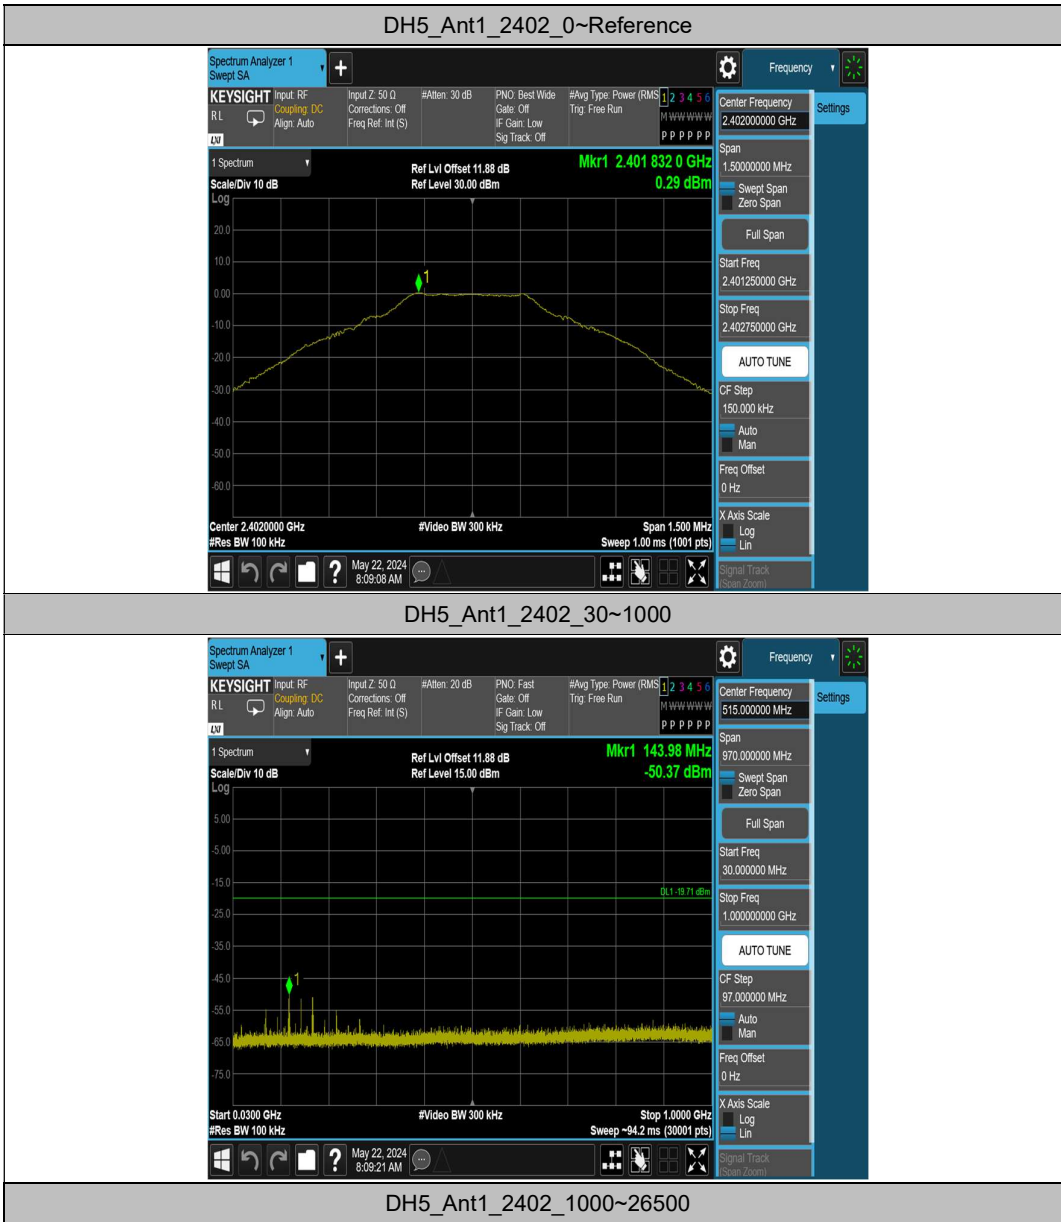 DH5_Ant1_2402_0~Reference
Spectrum Analyzer 1
Swept SA
+
Frequency
KEYSIGHT
RL
LXI
Input: RF
Coupling: DC
Align: Auto
Input Z: 50 Ω
Corrections: Off
Freq Ref: Int (S)
#Atten: 30 dB
PNO: Best Wide
Gate: Off
IF Gain: Low
Sig Track: Off
#Avg Type: Power (RMS
Trig: Free Run
1 2 3 4 5 6
M W W W W W
P P P P P P
Center Frequency
2.402000000 GHz
Settings
Span
1.50000000 MHz
Swept Span
Zero Span
Full Span
Start Freq
2.401250000 GHz
Stop Freq
2.402750000 GHz
AUTO TUNE
CF Step
150.000 kHz
Auto
Man
Freq Offset
0 Hz
X Axis Scale
Log
Lin
Signal Track
(Span Zoom)
1 Spectrum
Scale/Div 10 dB
Log
Ref Lvl Offset 11.88 dB
Ref Level 30.00 dBm
Mkr1 2.401 832 0 GHz
0.29 dBm
20.0
10.0
0.00
-10.0
-20.0
-30.0
-40.0
-50.0
-60.0
1
Center 2.4020000 GHz
#Res BW 100 kHz
#Video BW 300 kHz
Span 1.500 MHz
Sweep 1.00 ms (1001 pts)
?
May 22, 2024
8:09:08 AM
DH5_Ant1_2402_30~1000
Spectrum Analyzer 1
Swept SA
+
Frequency
KEYSIGHT
RL
LXI
Input: RF
Coupling: DC
Align: Auto
Input Z: 50 Ω
Corrections: Off
Freq Ref: Int (S)
#Atten: 20 dB
PNO: Fast
Gate: Off
IF Gain: Low
Sig Track: Off
#Avg Type: Power (RMS
Trig: Free Run
1 2 3 4 5 6
M W W W W W
P P P P P P
Center Frequency
515.000000 MHz
Settings
Span
970.000000 MHz
Swept Span
Zero Span
Full Span
Start Freq
30.000000 MHz
Stop Freq
1.000000000 GHz
AUTO TUNE
CF Step
97.000000 MHz
Auto
Man
Freq Offset
0 Hz
X Axis Scale
Log
Lin
Signal Track
(Span Zoom)
1 Spectrum
Scale/Div 10 dB
Log
Ref Lvl Offset 11.88 dB
Ref Level 15.00 dBm
Mkr1 143.98 MHz
-50.37 dBm
5.00
-5.00
-15.0
-25.0
-35.0
-45.0
-55.0
-65.0
-75.0
DL1 -19.71 dBm
1
Start 0.0300 GHz
#Res BW 100 kHz
#Video BW 300 kHz
Stop 1.0000 GHz
Sweep ~94.2 ms (30001 pts)
?
May 22, 2024
8:09:21 AM
DH5_Ant1_2402_1000~26500